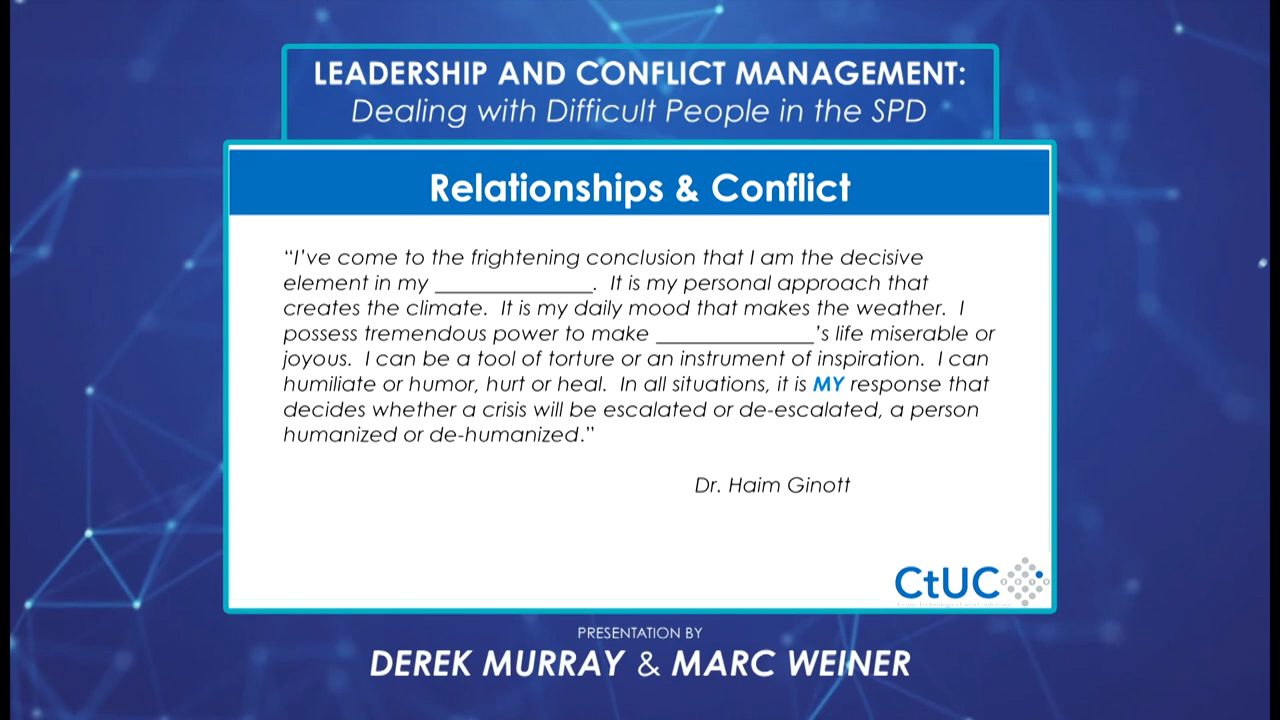 LEADERSHIP AND CONFLICT MANAGEMENT:
Dealing with Difficult People in the SPD
Relationships & Conflict
“I’ve come to the frightening conclusion that I am the decisive
element in my ______________. It is my personal approach that
creates the climate. It is my daily mood that makes the weather. I
possess tremendous power to make ______________’s life miserable or
joyous. I can be a tool of torture or an instrument of inspiration. I can
humiliate or humor, hurt or heal. In all situations, it is MY response that
decides whether a crisis will be escalated or de-escalated, a person
humanized or de-humanized.”
Dr. Haim Ginott
CtUC
PRESENTATION BY
DEREK MURRAY & MARC WEINER